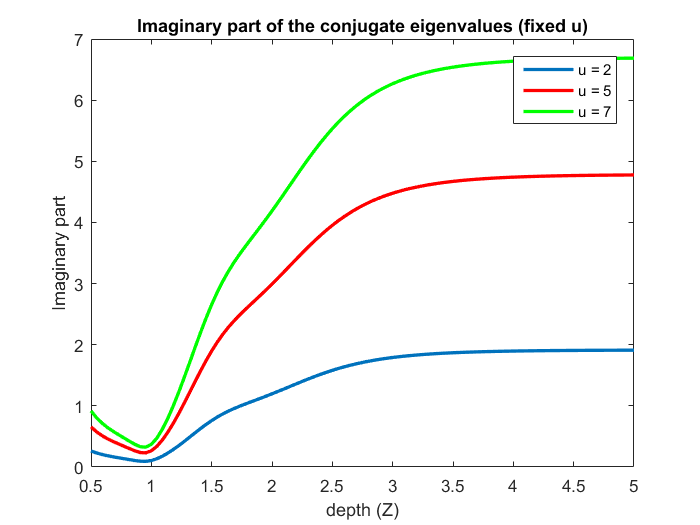 Imaginary part of the conjugate eigenvalues (fixed u)
7
6
5
4
3
2
1
0
Imaginary part
u = 2
u = 5
u = 7
0.5 1 1.5 2 2.5 3 3.5 4 4.5 5
depth (Z)